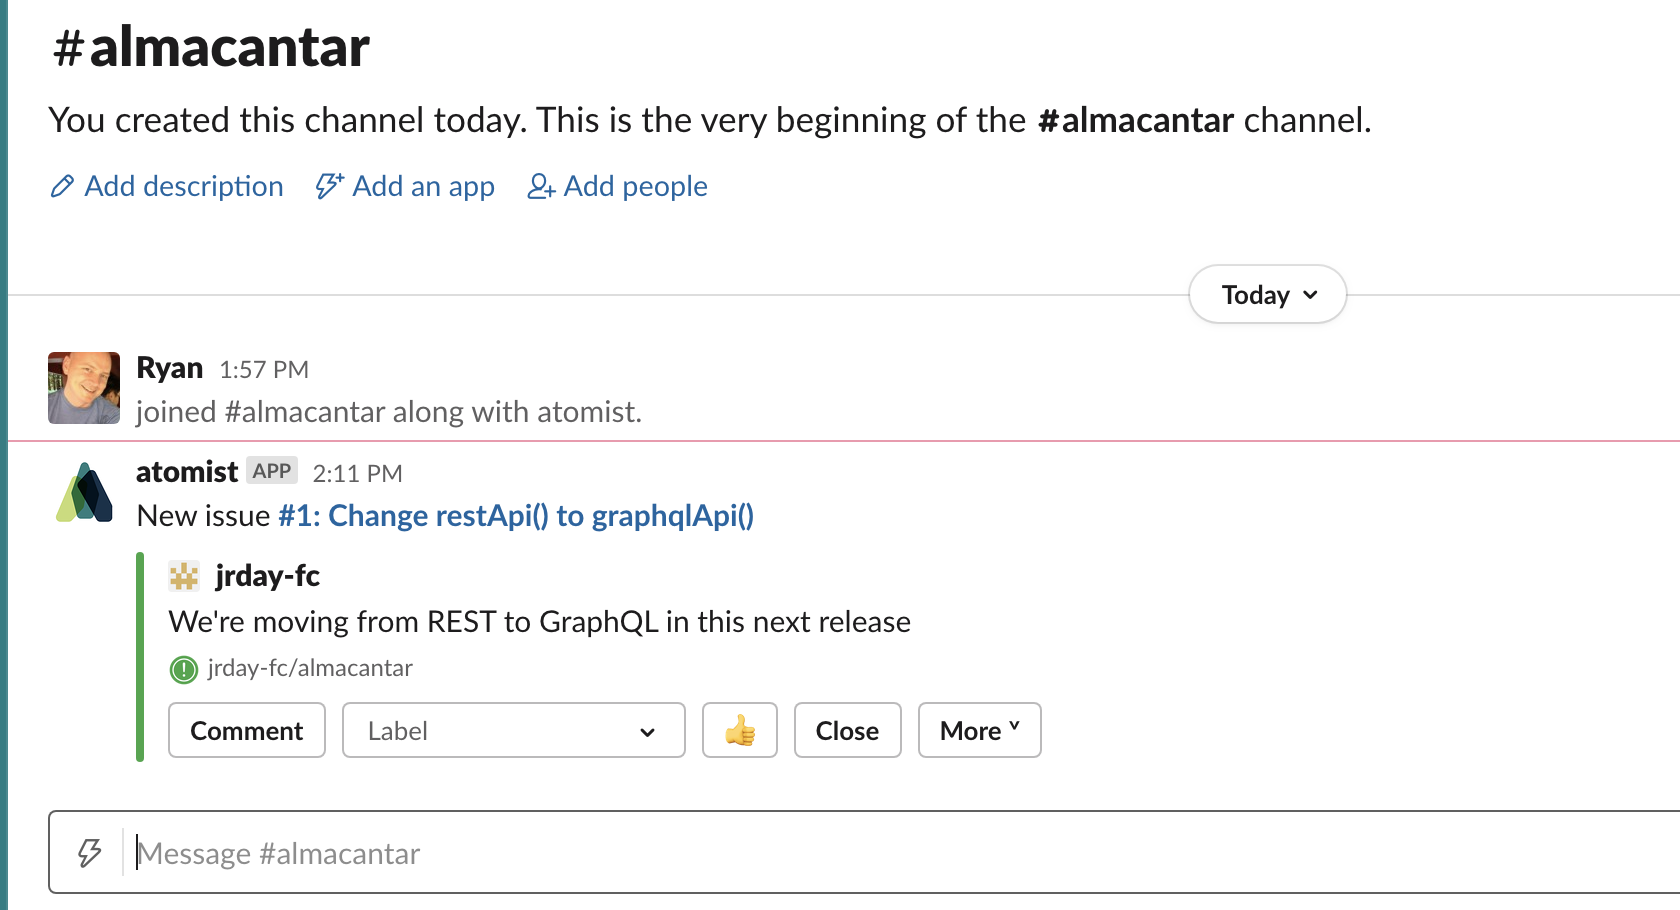 #almacantar
You created this channel today. This is the very beginning of the #almacantar channel.
Add description Add an app Add people
Today
Ryan 1:57 PM
joined #almacantar along with atomist.
atomist APP 2:11 PM
New issue #1: Change restApi() to graphqlApi()
jrday-fc
We're moving from REST to GraphQL in this next release
jrday-fc/almacantar
Comment Label Close More
Message #almacantar